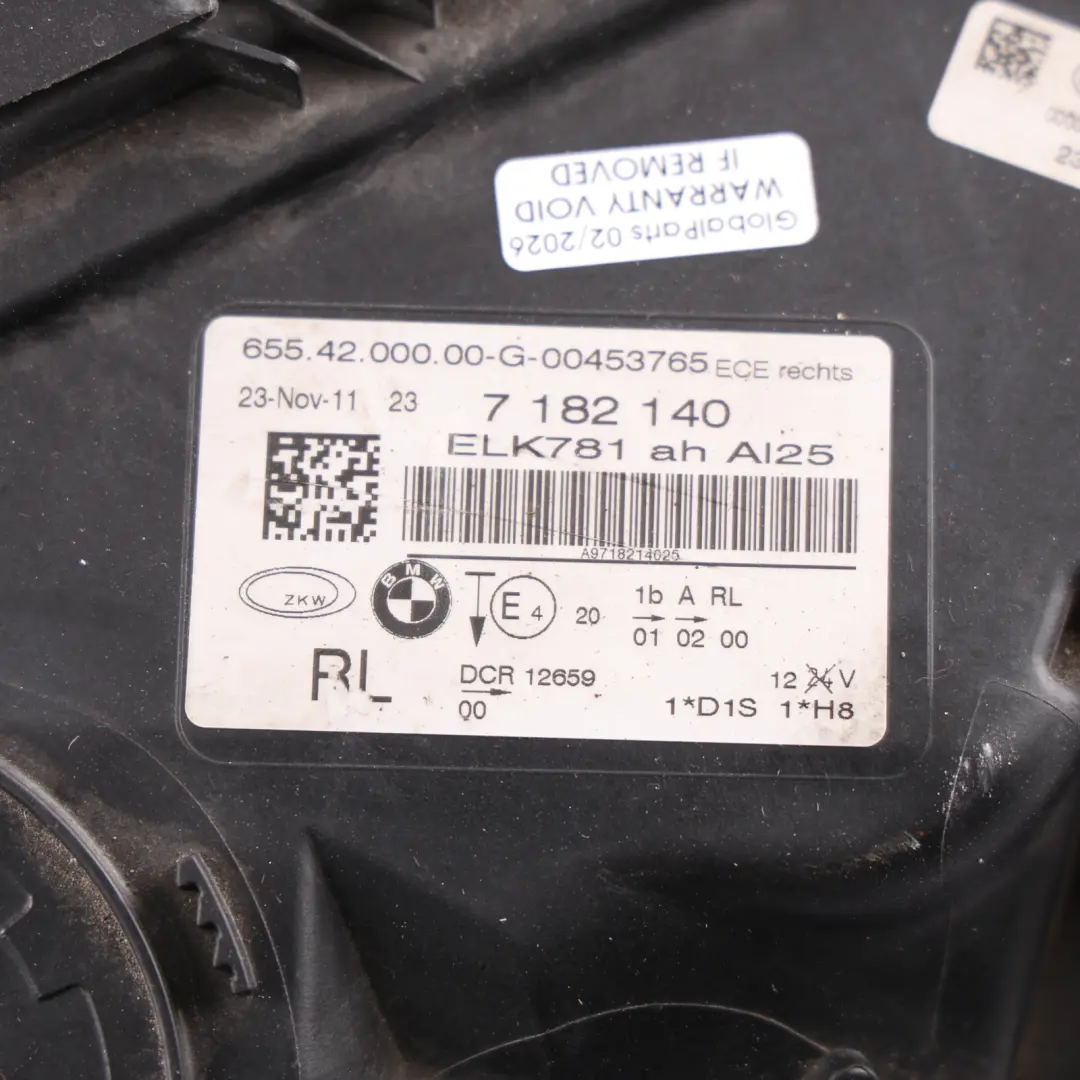 GlobalParts 02/2026
WARRANTY VOID
IF REMOVED
655.42.000.00-G-00453765 ECE rechts
23-Nov-11 23 7 182 140
ELK781 ah AI25
A9718214025
ZKW BMW E4 20 1b A RL
01 02 00
RL DCR 12659 12 24 V
00 1*D1S 1*H8
23